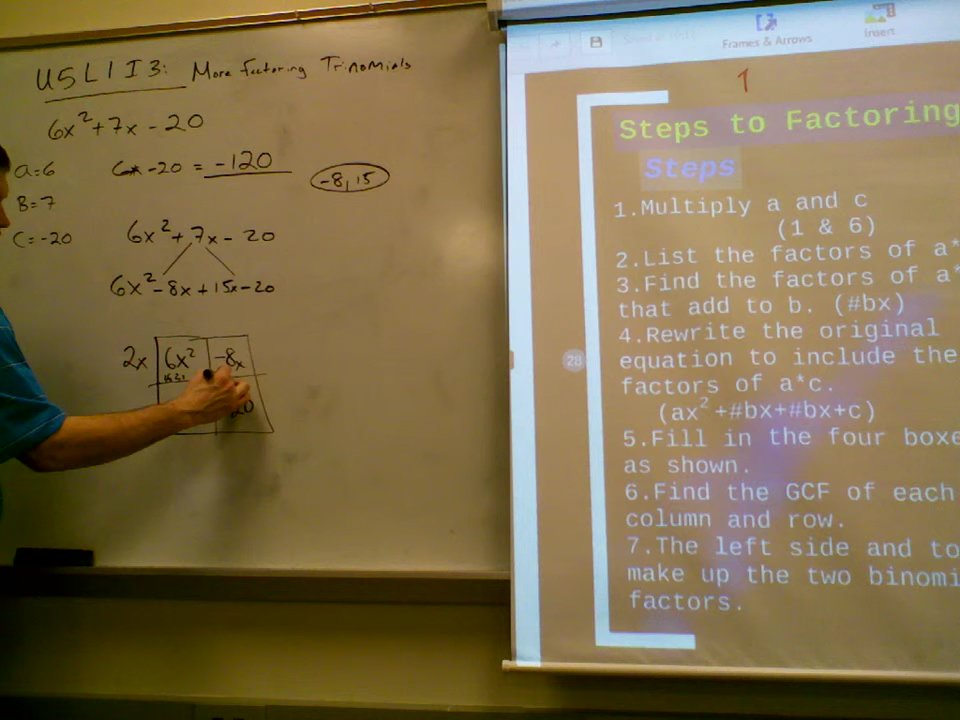 U5L1I3: More Factoring Trinomials
6x²+7x-20
a=6
-20 = -120
-8,15
B=7
C=-20
6x²+7x-20
6x²-8x+15x-20
2x 6x² -8x
Frames & Arrows
Insert
1
Steps to Factoring
Steps
1.Multiply a and c
(1 & 6)
2.List the factors of a*
3.Find the factors of a*
that add to b. (#bx)
4.Rewrite the original
28
equation to include the
factors of a*c.
(ax²+#bx+#bx+c)
5.Fill in the four boxe
as shown.
6.Find the GCF of each
column and row.
7.The left side and to
make up the two binomi
factors.